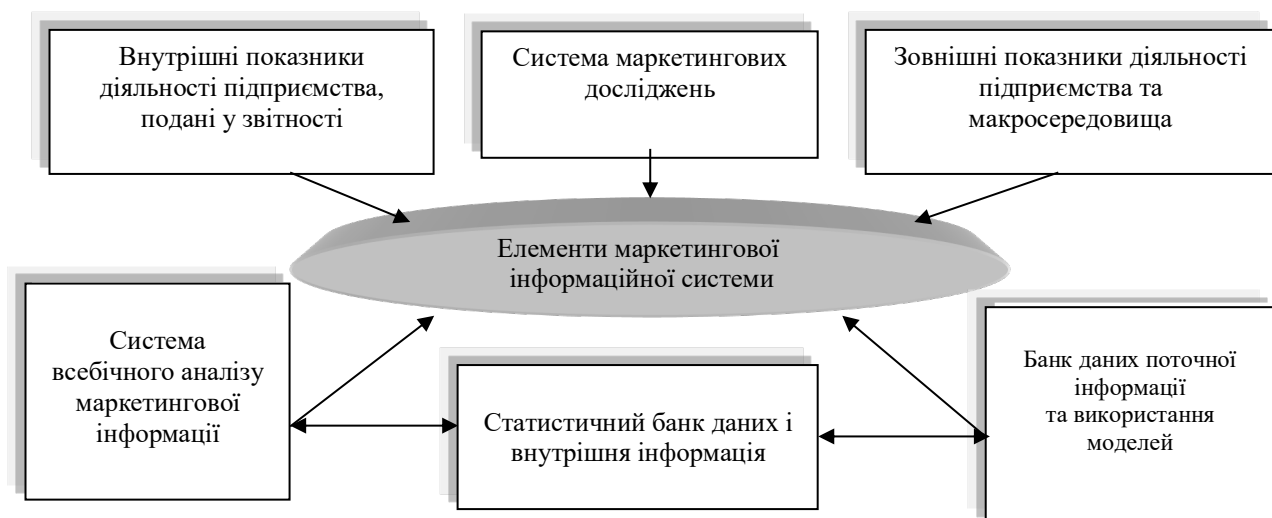 Внутрішні показники
діяльності підприємства,
подані у звітності
Система маркетингових
досліджень
Зовнішні показники діяльності
підприємства та
макросередовища
Елементи маркетингової
інформаційної системи
Система
всебічного аналізу
маркетингової
інформації
Статистичний банк даних і
внутрішня інформація
Банк даних поточної
інформації
та використання
моделей